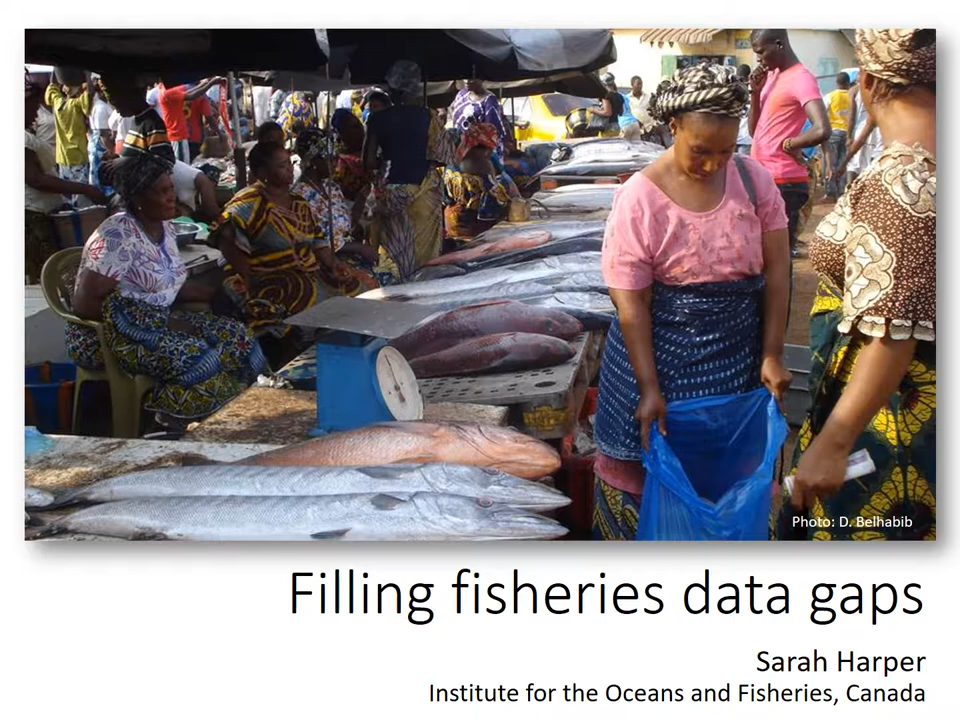 Photo: D. Belhabib
Filling fisheries data gaps
Sarah Harper
Institute for the Oceans and Fisheries, Canada